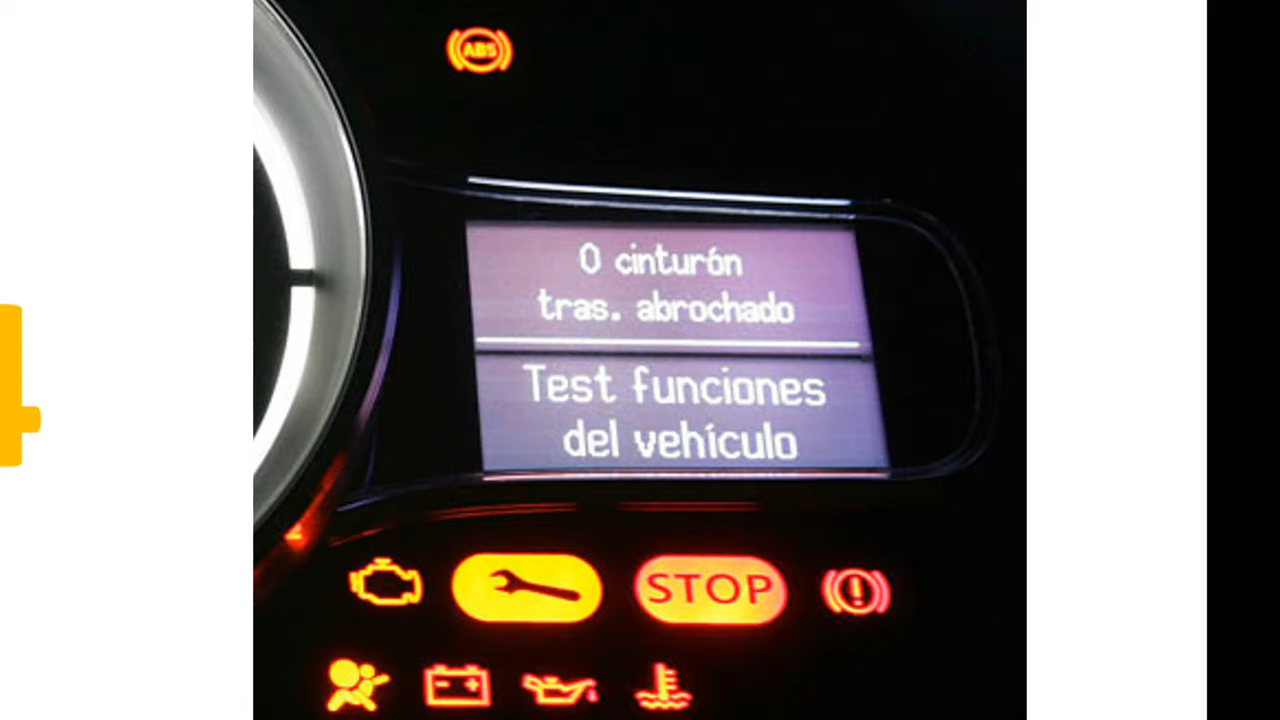 ABS
0 cinturón
tras. abrochado
Test funciones
del vehículo
STOP